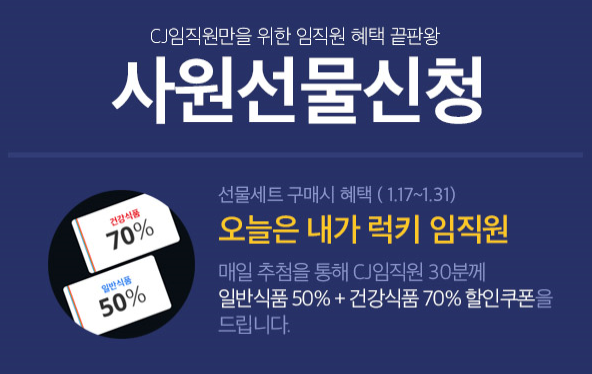 CJ임직원만을 위한 임직원 혜택 끝판왕
사원선물신청
선물세트 구매시 혜택 ( 1.17~1.31)
오늘은 내가 럭키 임직원
건강식품
70%
일반식품
50%
매일 추첨을 통해 CJ임직원 30분께
일반식품 50% + 건강식품 70% 할인쿠폰을
드립니다.